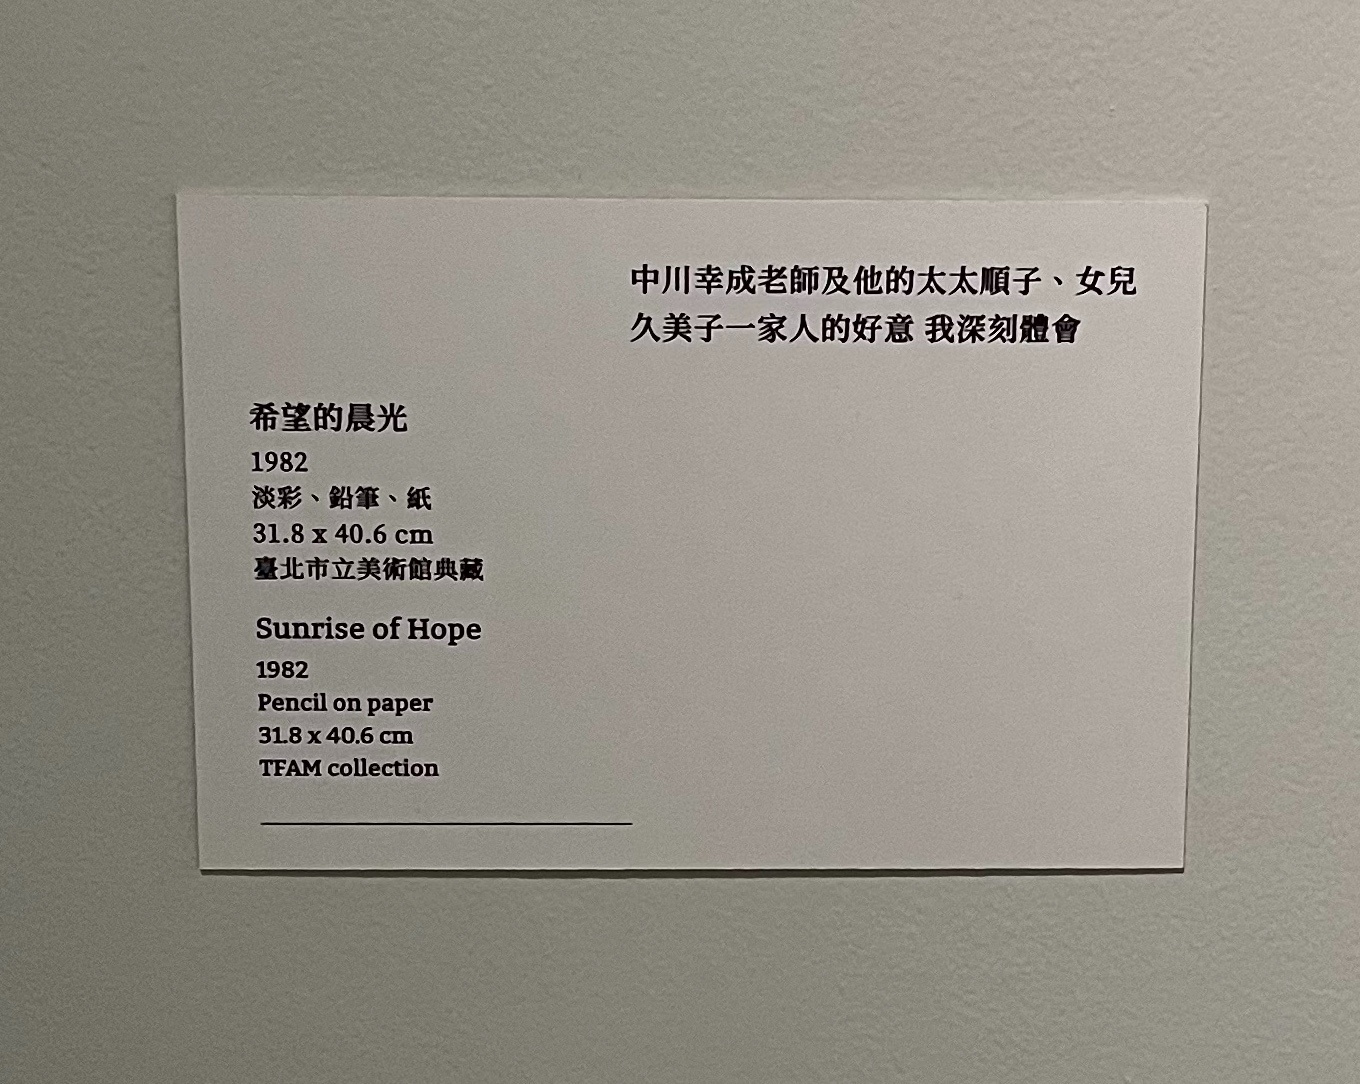 中川幸成老師及他的太太順子、女兒
久美子一家人的好意 我深刻體會
希望的晨光
1982
淡彩、鉛筆、紙
31.8 x 40.6 cm
臺北市立美術館典藏
Sunrise of Hope
1982
Pencil on paper
31.8 x 40.6 cm
TFAM collection